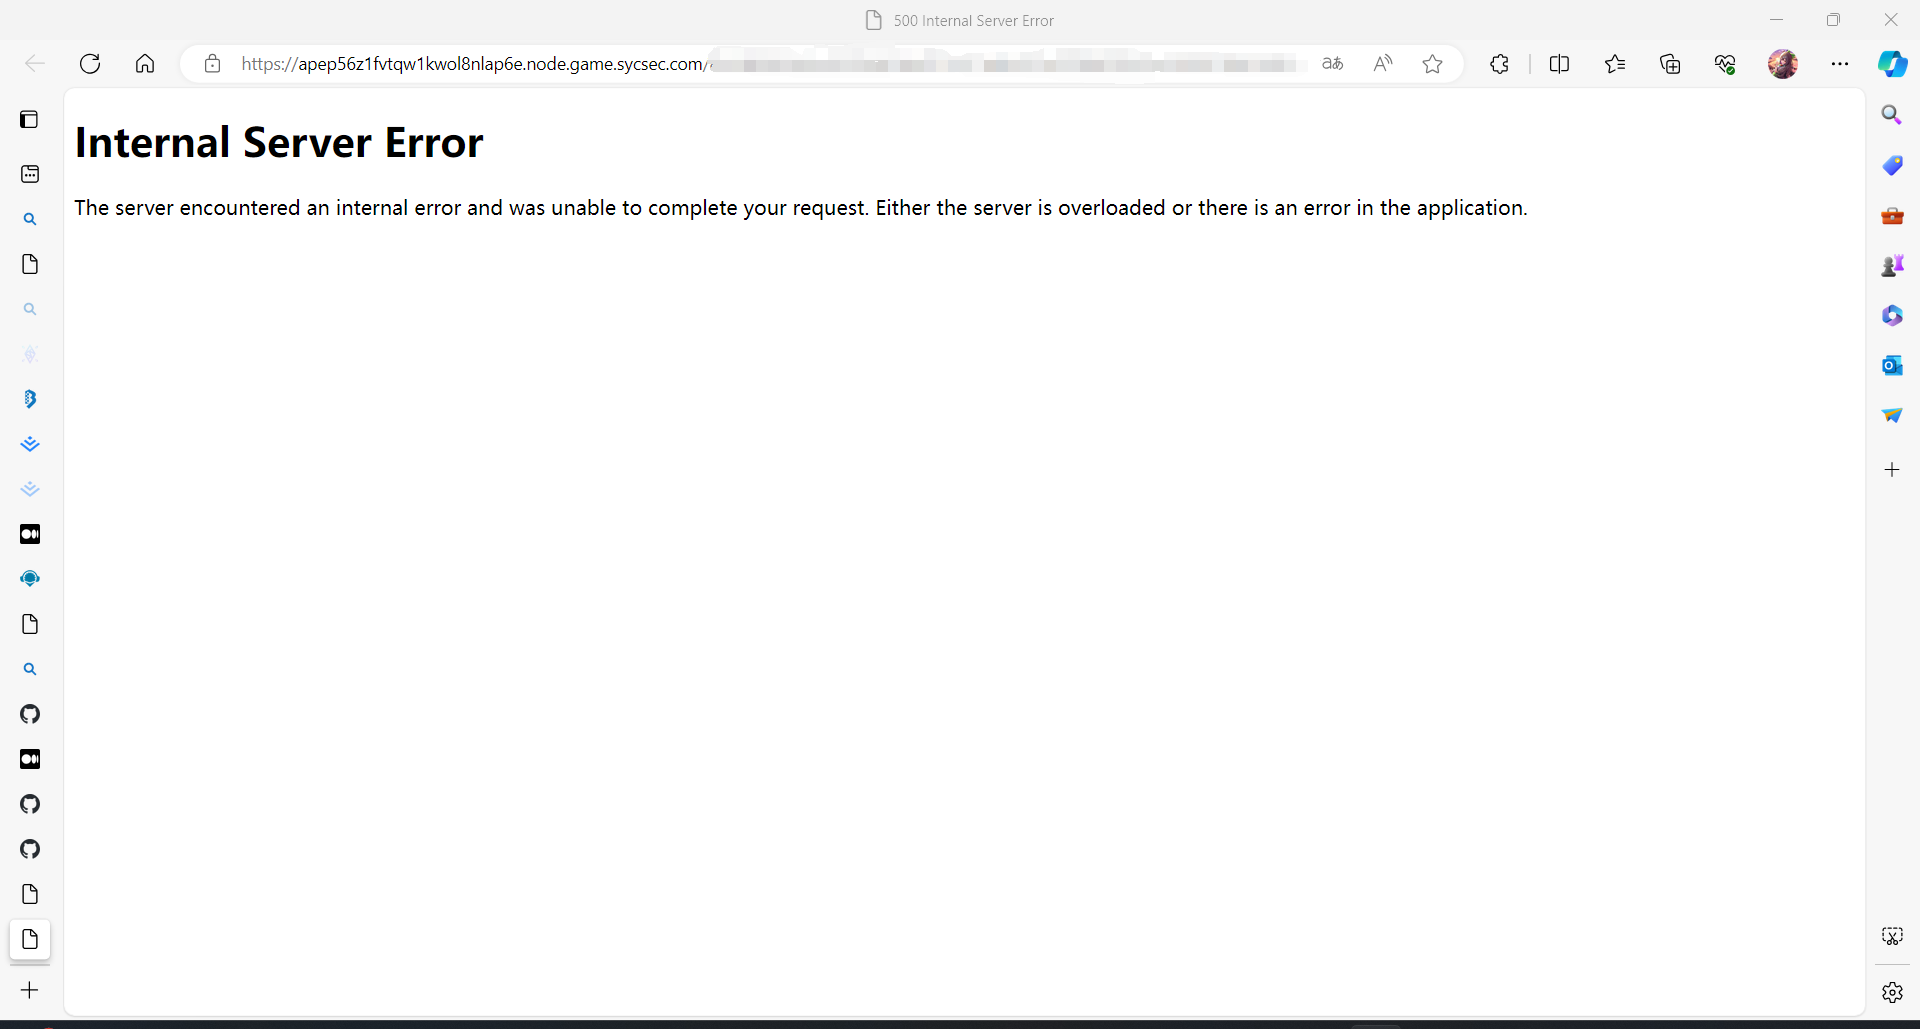 500 Internal Server Error
https://apep56z1fvtqw1kwol8nlap6e.node.game.sycsec.com/
Internal Server Error
The server encountered an internal error and was unable to complete your request. Either the server is overloaded or there is an error in the application.